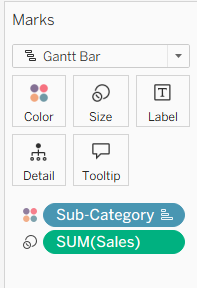 Marks
Gantt Bar
Color Size Label
Detail Tooltip
Sub-Category
SUM(Sales)